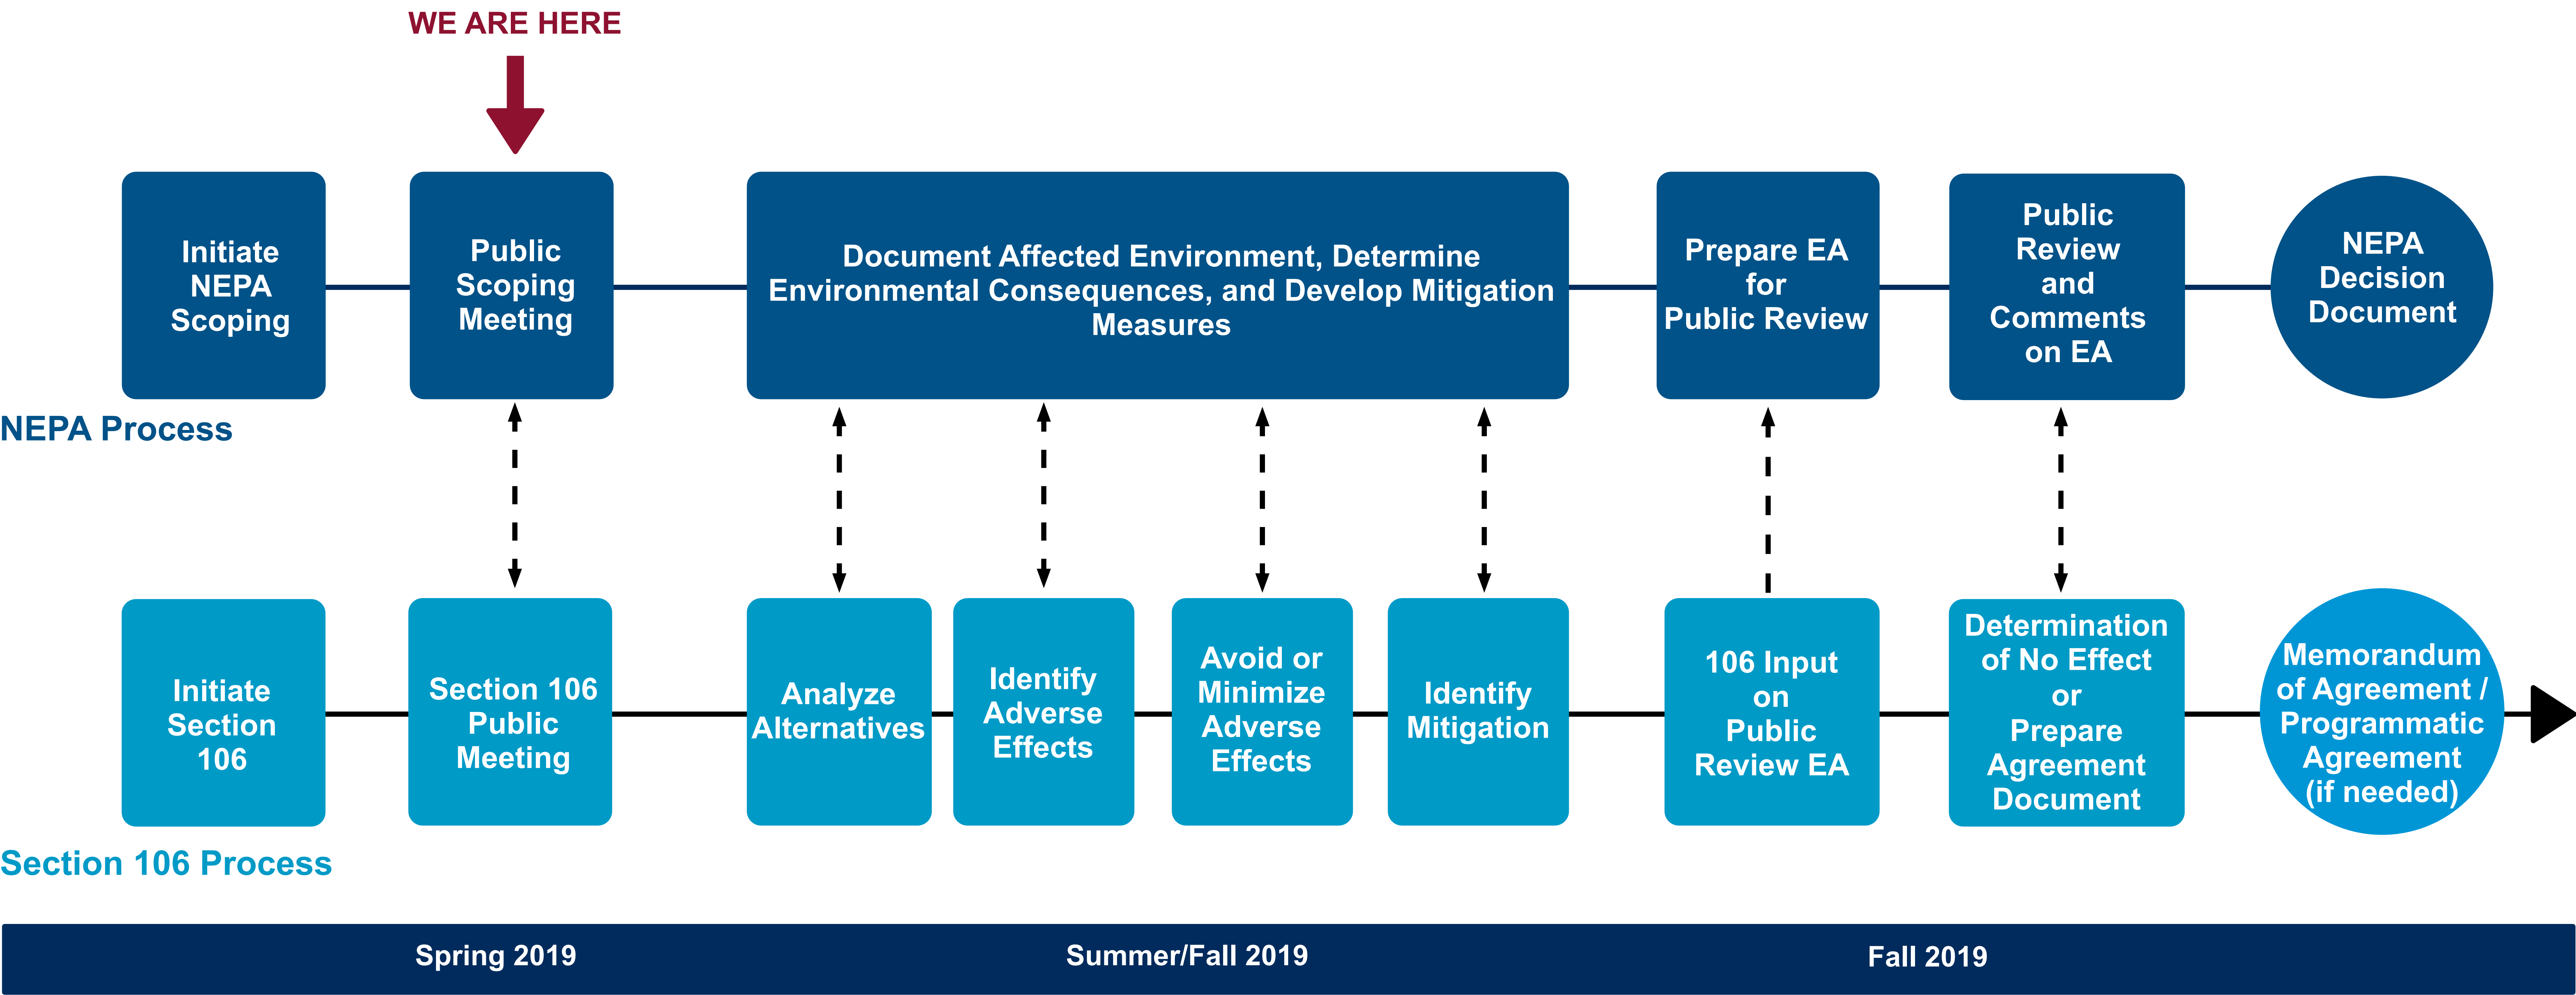 WE ARE HERE
Initiate
NEPA
Scoping
Public
Scoping
Meeting
Document Affected Environment, Determine
Environmental Consequences, and Develop Mitigation
Measures
Prepare EA
for
Public Review
Public
Review
and
Comments
on EA
NEPA
Decision
Document
NEPA Process
Initiate
Section
106
Section 106
Public
Meeting
Analyze
Alternatives
Identify
Adverse
Effects
Avoid or
Minimize
Adverse
Effects
Identify
Mitigation
106 Input
on
Public
Review EA
Determination
of No Effect
or
Prepare
Agreement
Document
Memorandum
of Agreement /
Programmatic
Agreement
(if needed)
Section 106 Process
Spring 2019
Summer/Fall 2019
Fall 2019